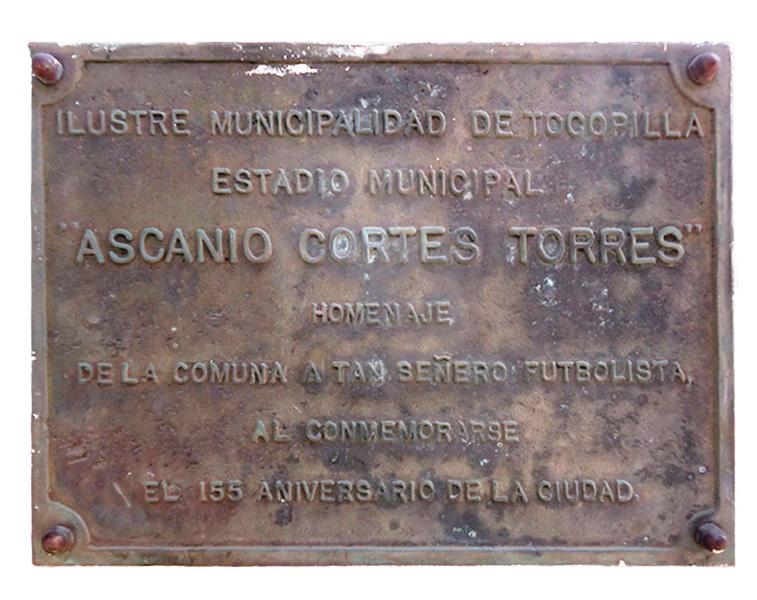 ILUSTRE MUNICIPALIDAD DE TOCOPILLA
ESTADIO MUNICIPAL
"ASCANIO CORTES TORRES"
HOMENAJE
DE LA COMUNA A TAN SEÑERO FUTBOLISTA,
AL CONMEMORARSE
EL 155 ANIVERSARIO DE LA CIUDAD.